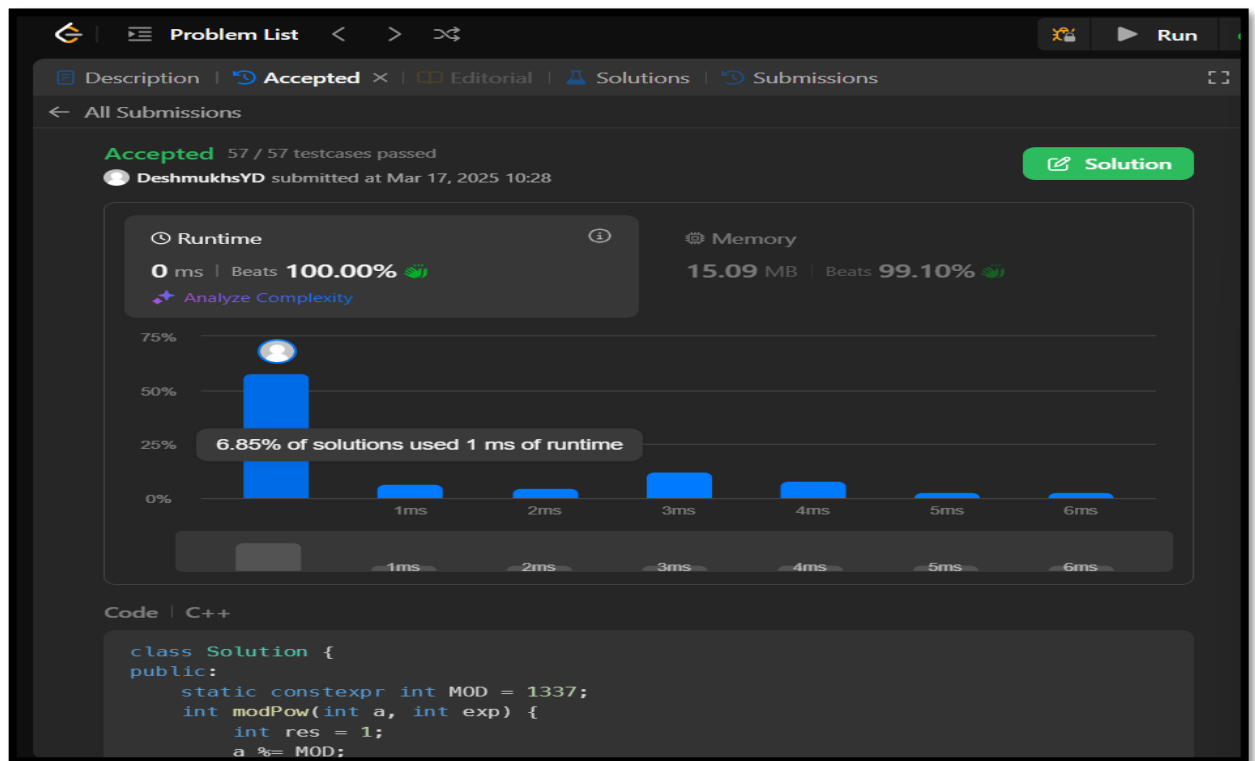 Problem List Run
Description Accepted Editorial Solutions Submissions
All Submissions
Accepted 57 / 57 testcases passed
DeshmukhsYD submitted at Mar 17, 2025 10:28
Solution
Runtime
0 ms | Beats 100.00%
Analyze Complexity
Memory
15.09 MB | Beats 99.10%
75%
50%
25%
6.85% of solutions used 1 ms of runtime
0%
1ms 2ms 3ms 4ms 5ms 6ms
1ms 2ms 3ms 4ms 5ms 6ms
Code | C++
class Solution {
public:
static constexpr int MOD = 1337;
int modPow(int a, int exp) {
int res = 1;
a %= MOD;